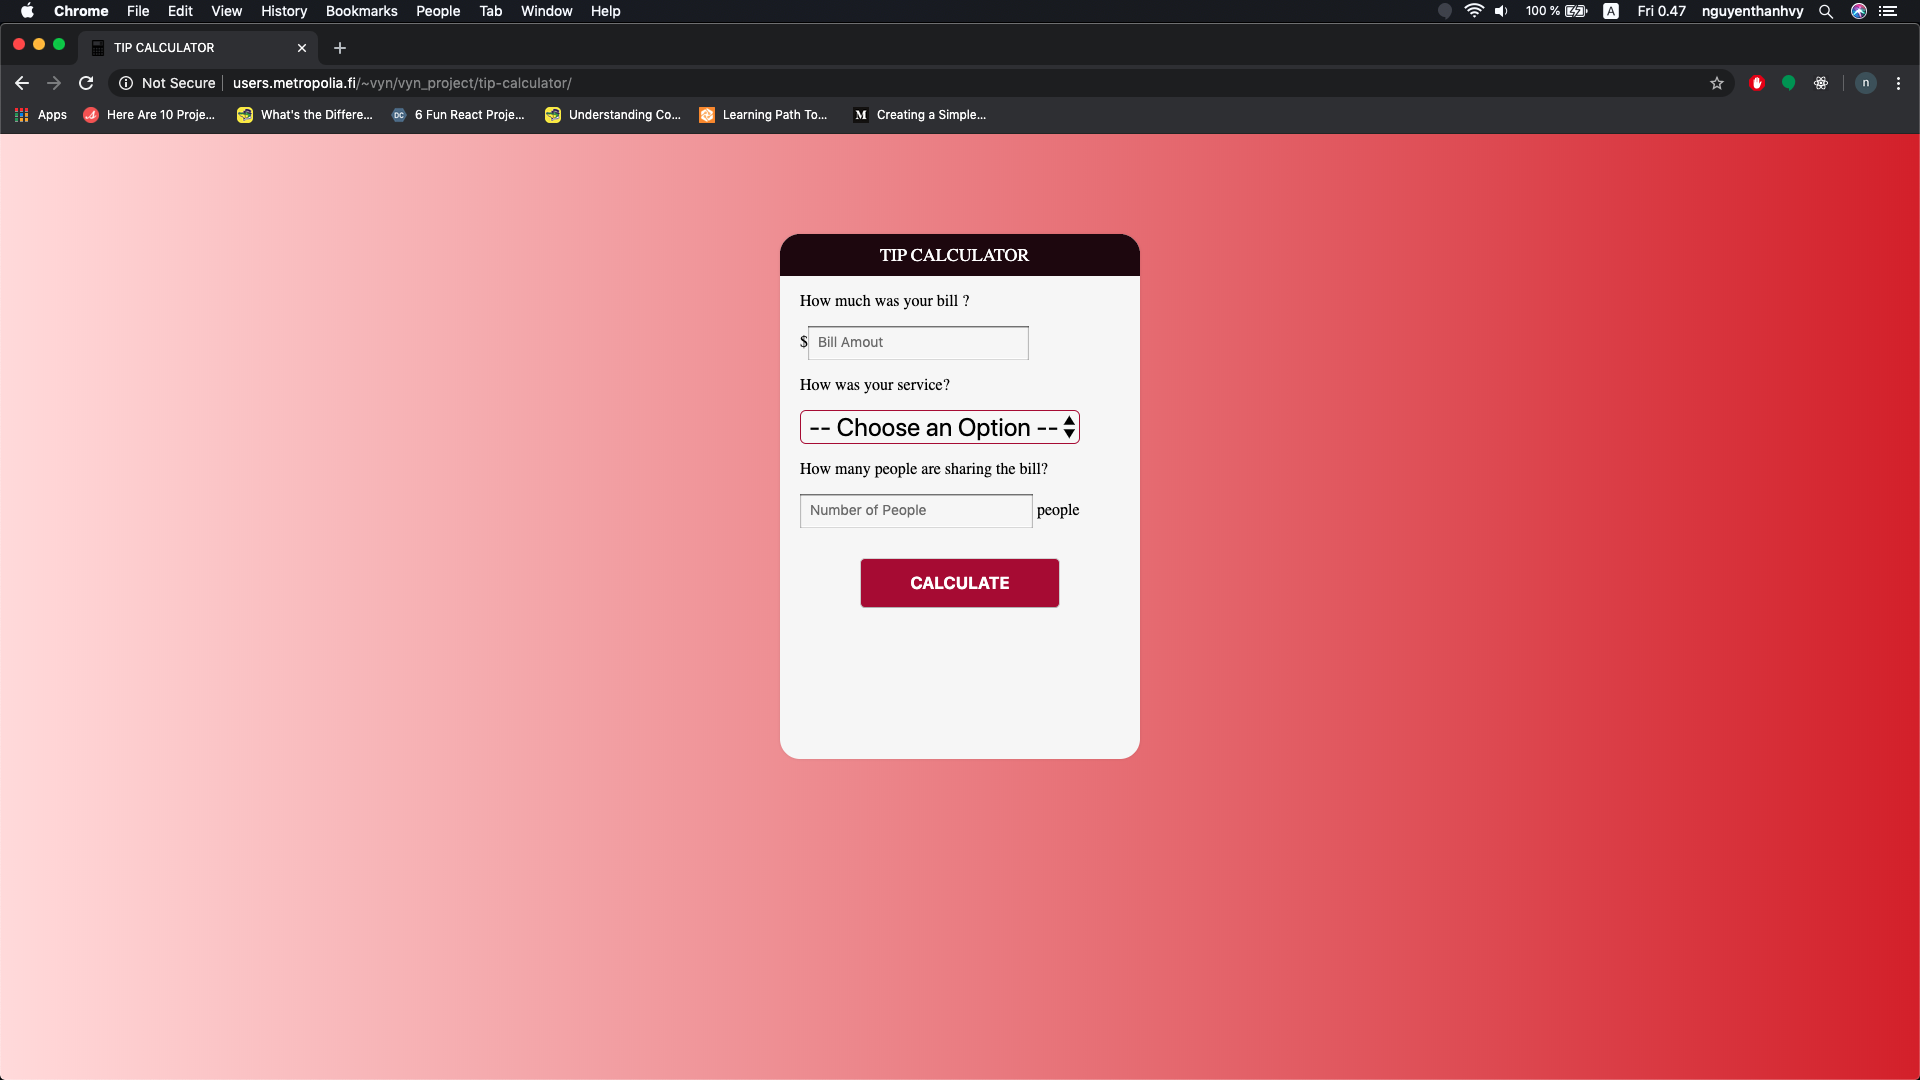 Chrome File Edit View History Bookmarks People Tab Window Help 100 % A Fri 0.47 nguyenthanhvy
TIP CALCULATOR
Not Secure users.metropolia.fi/~vyn/vyn_project/tip-calculator/ n
Apps Here Are 10 Proje... What's the Differe... DC 6 Fun React Proje... Understanding Co... Learning Path To... M Creating a Simple...
TIP CALCULATOR
How much was your bill ?
$ Bill Amout
How was your service?
-- Choose an Option --
How many people are sharing the bill?
Number of People people
CALCULATE